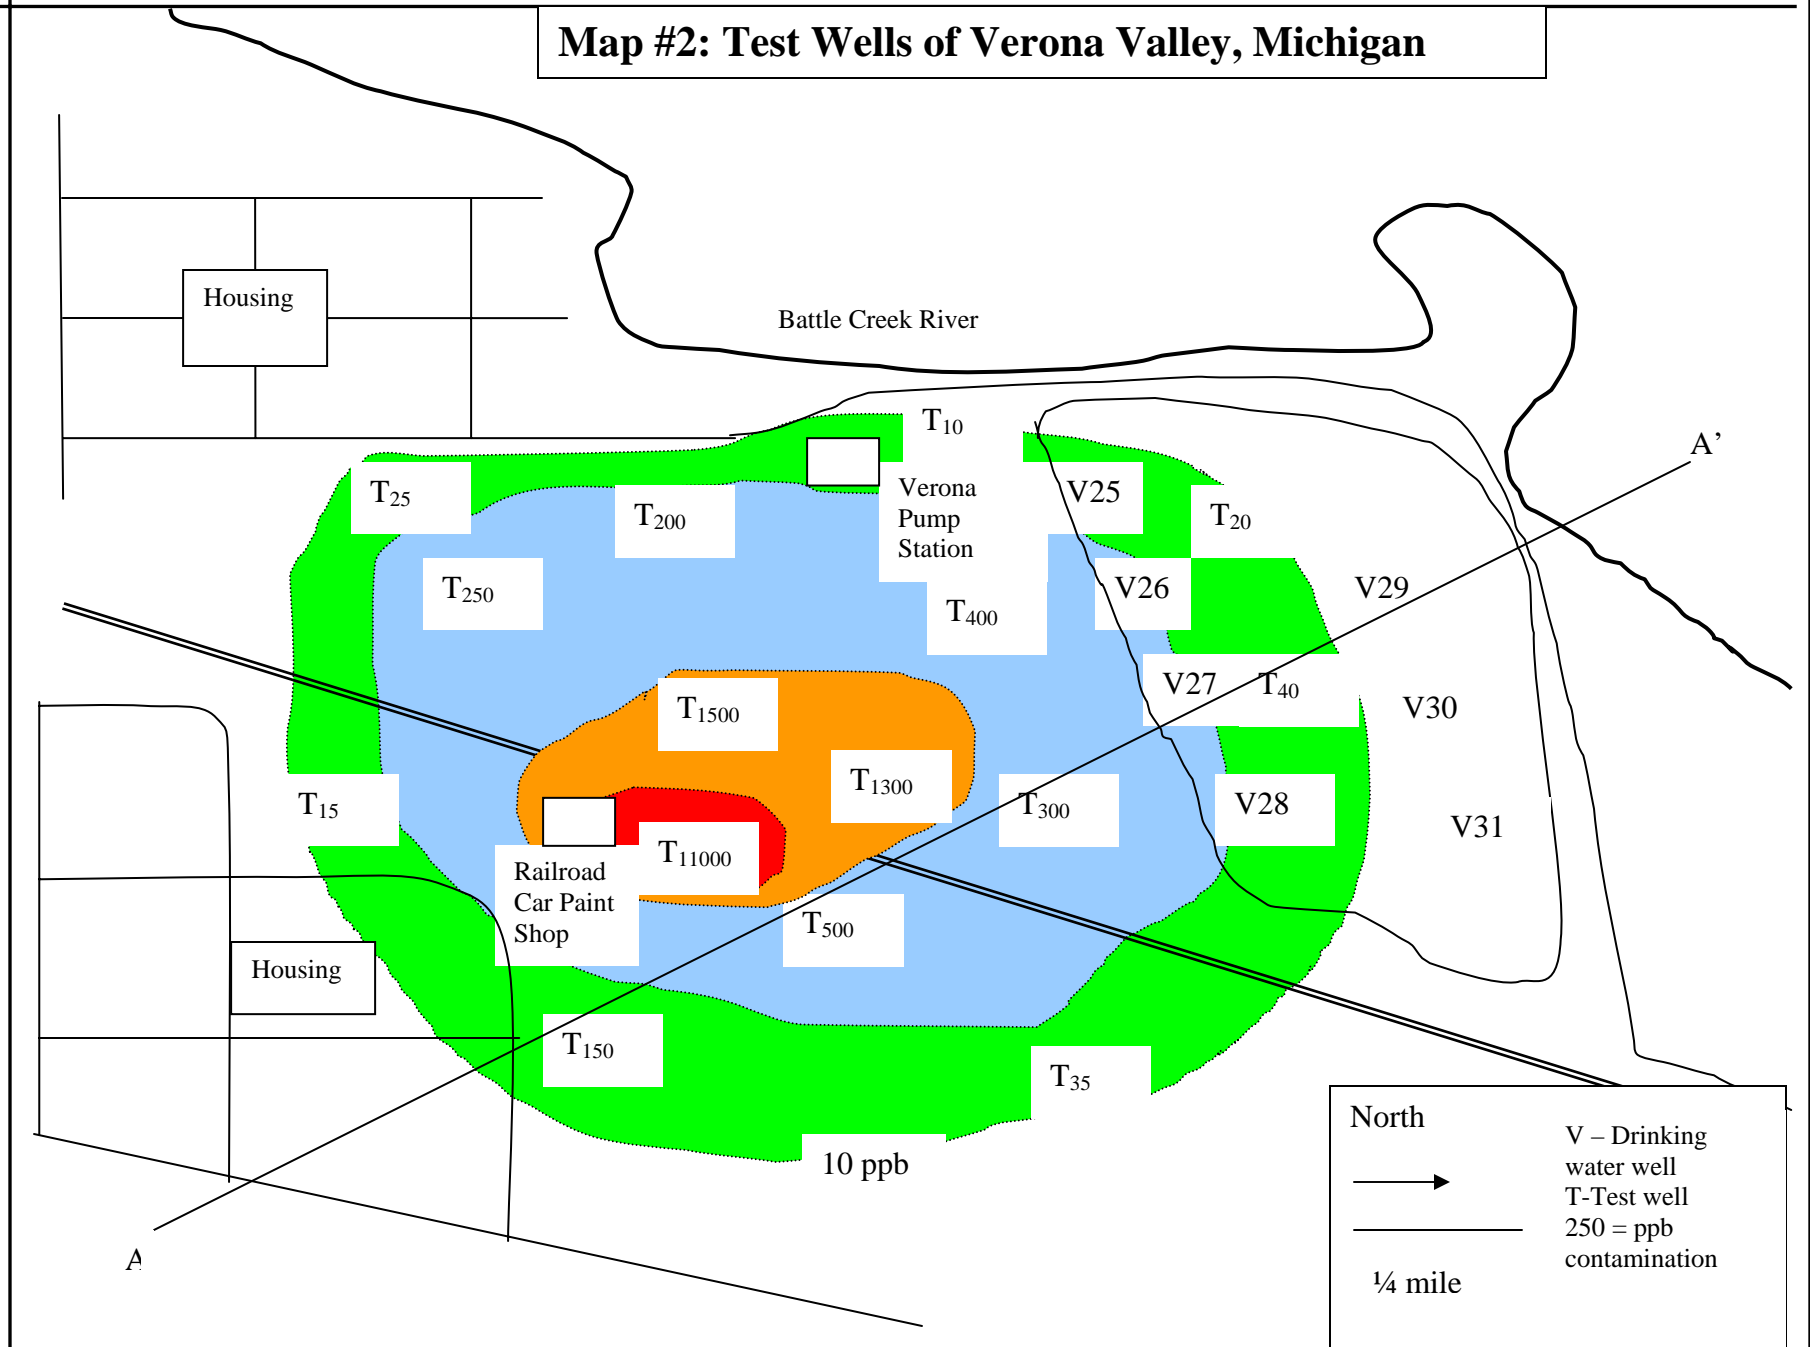 Map #2: Test Wells of Verona Valley, Michigan
Housing
Battle Creek River
T10
A’
T25
T200
Verona
Pump
Station
V25
T20
T250
T400
V26
V29
T1500
V27
T40
V30
T15
T1300
T300
V28
V31
T11000
Railroad
Car Paint
Shop
T500
Housing
T150
T35
10 ppb
A
North
V – Drinking
water well
T-Test well
250 = ppb
contamination
¼ mile